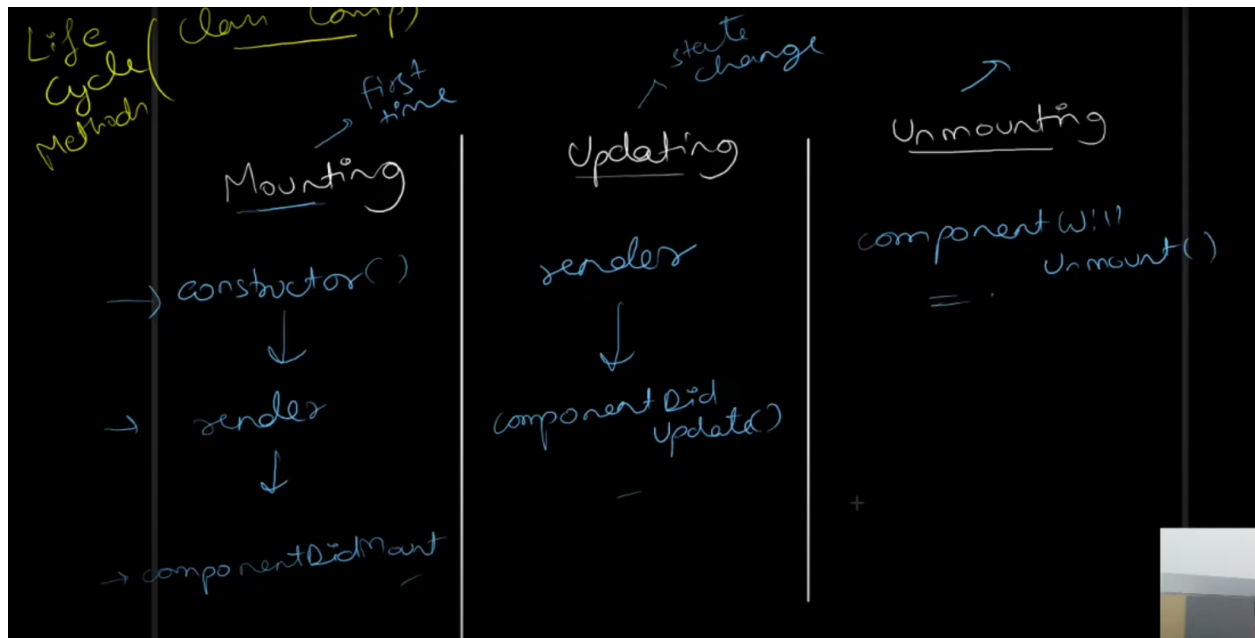 Life
Cycle (Class Comp)
Methods
first
time
Mounting
constructor()
render
componentDidMount
state
change
Updating
render
componentDid
Update()
Unmounting
componentWill
Unmount()